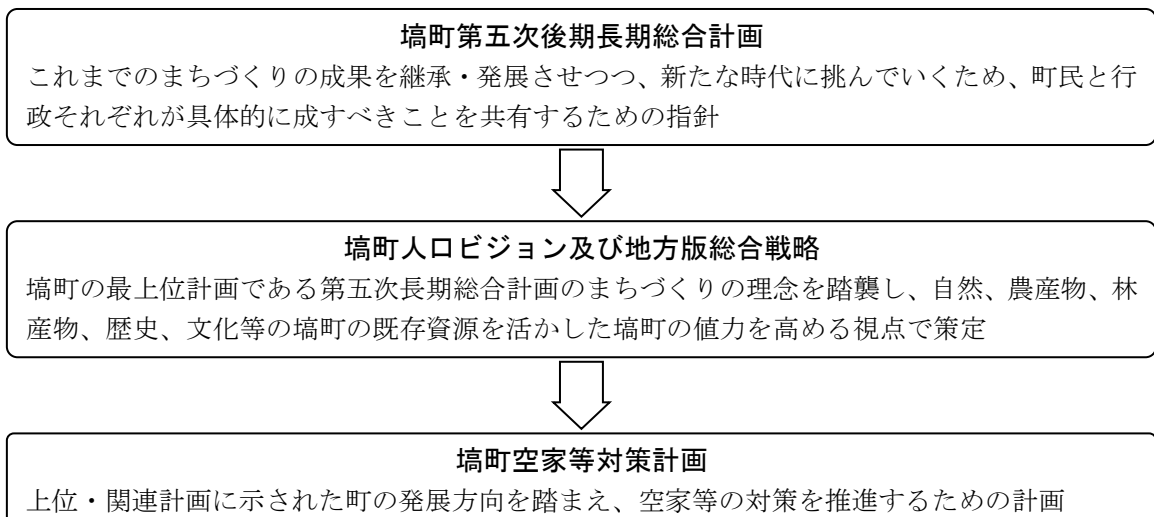 塙町第五次後期長期総合計画
これまでのまちづくりの成果を継承・発展させつつ、新たな時代に挑んでいくため、町民と行
政それぞれが具体的に成すべきことを共有するための指針
塙町人口ビジョン及び地方版総合戦略
塙町の最上位計画である第五次長期総合計画のまちづくりの理念を踏襲し、自然、農産物、林
産物、歴史、文化等の塙町の既存資源を活かした塙町の値力を高める視点で策定
塙町空家等対策計画
上位・関連計画に示された町の発展方向を踏まえ、空家等の対策を推進するための計画